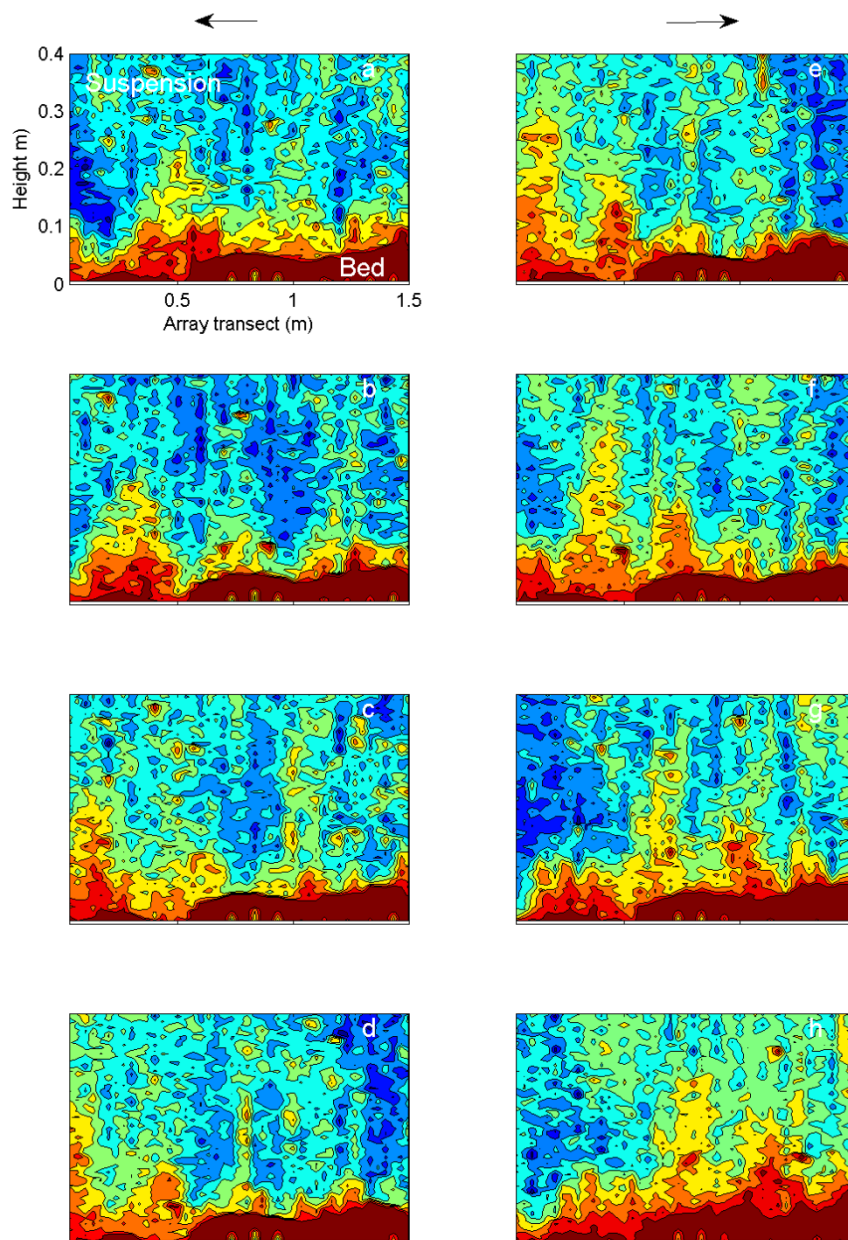 a
Suspension
Bed
0.4
0.3
0.2
0.1
0
Height m)
0.5
1
1.5
Array transect (m)
e
b
f
c
g
d
h